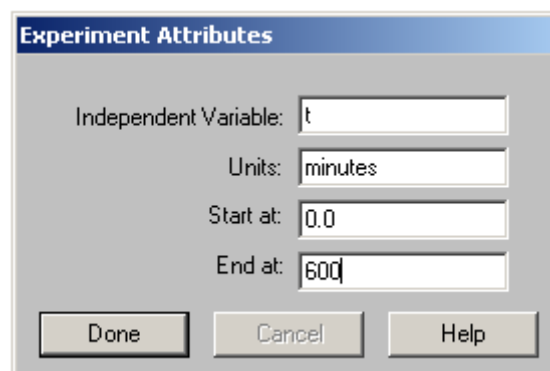 Experiment Attributes
Independent Variable: t
Units: minutes
Start at: 0.0
End at: 600
Done Cancel Help